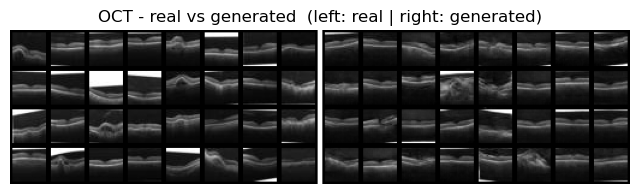 OCT - real vs generated  (left: real | right: generated)